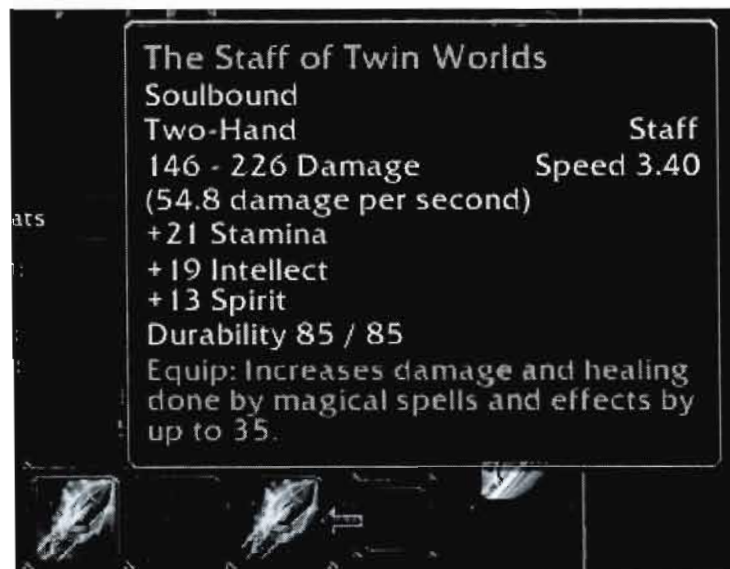 The Staff of Twin Worlds
Soulbound
Two-Hand Staff
146 - 226 Damage Speed 3.40
(54.8 damage per second)
+21 Stamina
+19 Intellect
+13 Spirit
Durability 85 / 85
Equip: Increases damage and healing
done by magical spells and effects by
up to 35.